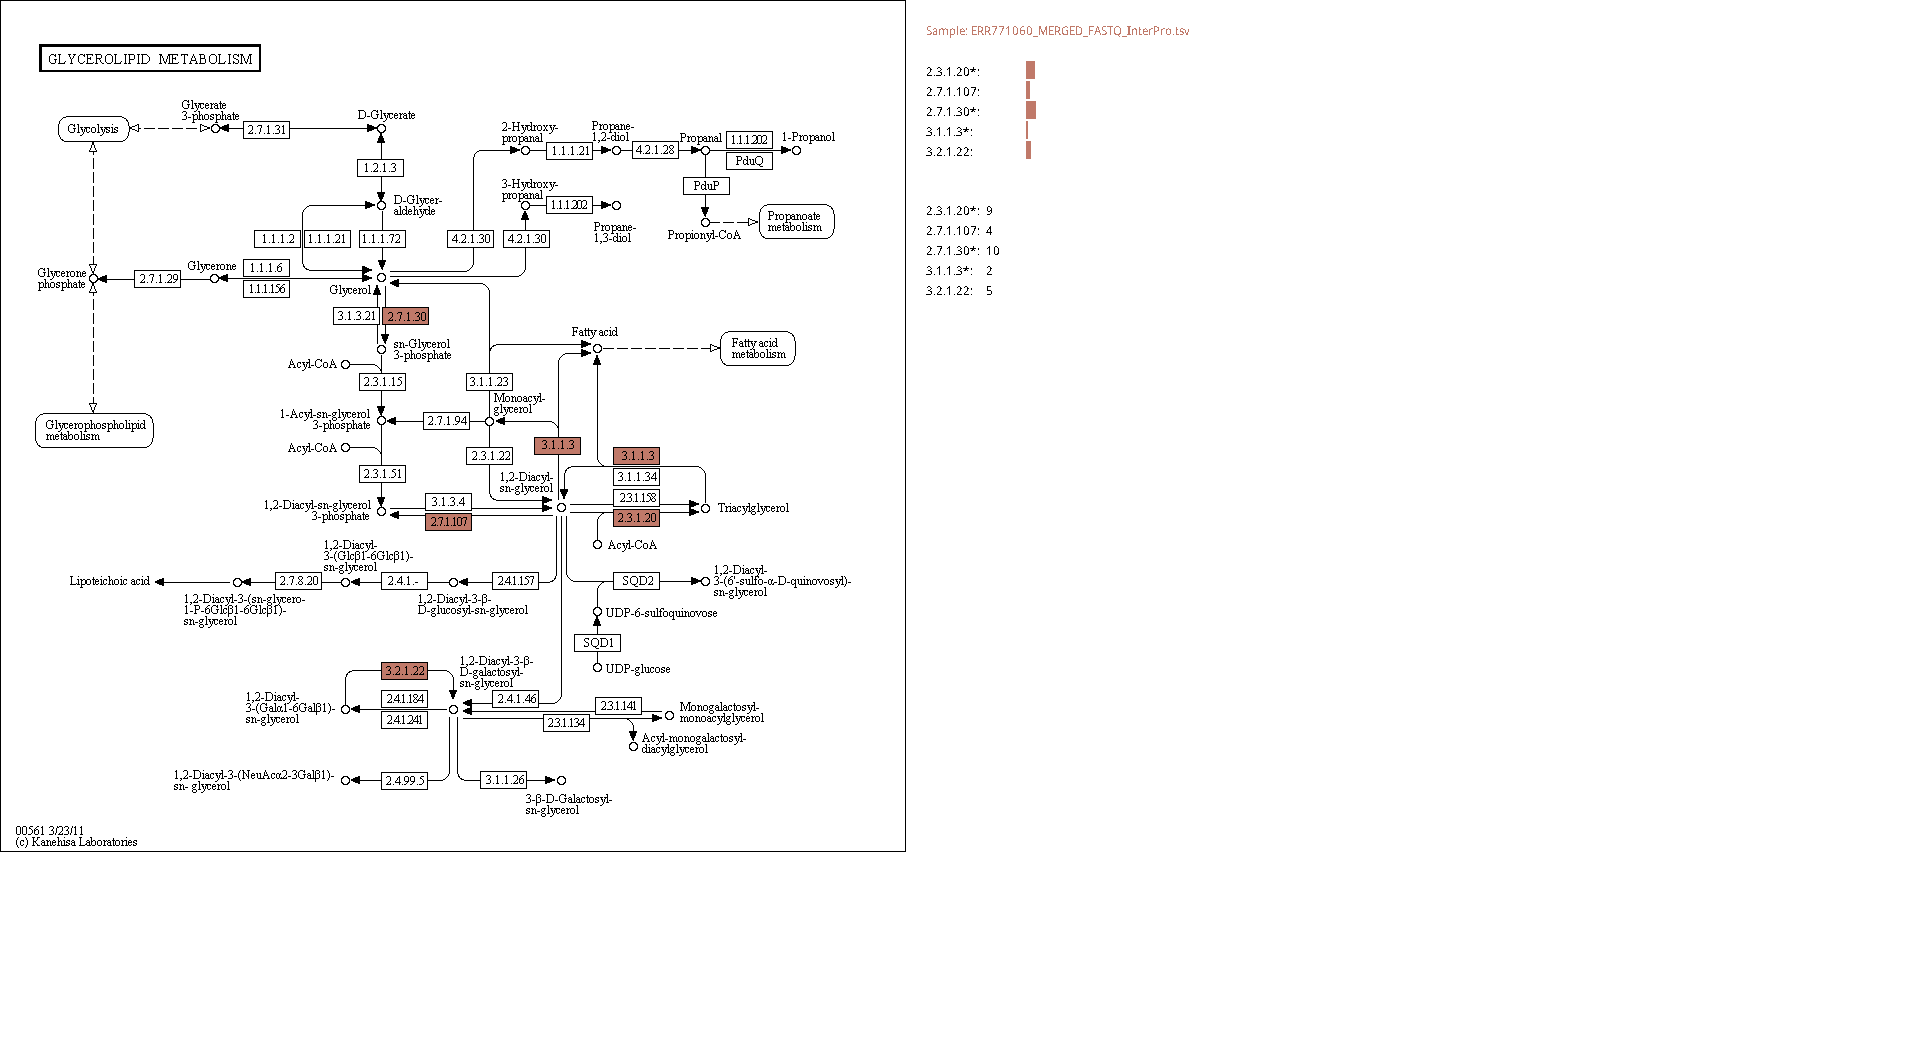 Sample: ERR771060_MERGED_FASTQ_InterPro.tsv
GLYCEROLIPID METABOLISM
2.3.1.20*:
2.7.1.107:
2.7.1.30*:
3.1.1.3*:
3.2.1.22:
2.3.1.20*: 9
2.7.1.107: 4
2.7.1.30*: 10
3.1.1.3*: 2
3.2.1.22: 5
Glycolysis
Glycerate
3-phosphate
2.7.1.31
D-Glycerate
1.2.1.3
D-Glycer-
aldehyde
1.1.1.2
1.1.1.21
1.1.1.72
2-Hydroxy-
propanal
1.1.1.21
Propane-
1,2-diol
4.2.1.28
Propanal
1.1.1.202
PduQ
1-Propanol
PduP
3-Hydroxy-
propanal
1.1.1.202
Propane-
1,3-diol
Propionyl-CoA
Propanoate
metabolism
4.2.1.30
4.2.1.30
Glycerone
phosphate
2.7.1.29
Glycerone
1.1.1.6
1.1.1.156
Glycerol
3.1.3.21
2.7.1.30
sn-Glycerol
3-phosphate
Fatty acid
Fatty acid
metabolism
Acyl-CoA
2.3.1.15
3.1.1.23
Monoacyl-
glycerol
1-Acyl-sn-glycerol
3-phosphate
2.7.1.94
Glycerophospholipid
metabolism
Acyl-CoA
2.3.1.51
2.3.1.22
3.1.1.3
3.1.1.3
3.1.1.34
1,2-Diacyl-
sn-glycerol
2.3.1.158
2.3.1.20
Triacylglycerol
1,2-Diacyl-sn-glycerol
3-phosphate
3.1.3.4
2.7.1.107
Acyl-CoA
1,2-Diacyl-
3-(Glcβ1-6Glcβ1)-
sn-glycerol
Lipoteichoic acid
2.7.8.20
2.4.1.-
2.4.1.157
SQD2
1,2-Diacyl-
3-(6'-sulfo-α-D-quinovosyl)-
sn-glycerol
1,2-Diacyl-3-(sn-glycero-
1-P-6Glcβ1-6Glcβ1)-
sn-glycerol
1,2-Diacyl-3-β-
D-glucosyl-sn-glycerol
UDP-6-sulfoquinovose
SQD1
UDP-glucose
3.2.1.22
1,2-Diacyl-3-β-
D-galactosyl-
sn-glycerol
1,2-Diacyl-
3-(Galα1-6Galβ1)-
sn-glycerol
2.4.1.184
2.4.1.241
2.4.1.46
2.3.1.141
2.3.1.134
Monogalactosyl-
monoacylglycerol
Acyl-monogalactosyl-
diacylglycerol
1,2-Diacyl-3-(NeuAcα2-3Galβ1)-
sn- glycerol
2.4.99.5
3.1.1.26
3-β-D-Galactosyl-
sn-glycerol
00561 3/23/11
(c) Kanehisa Laboratories